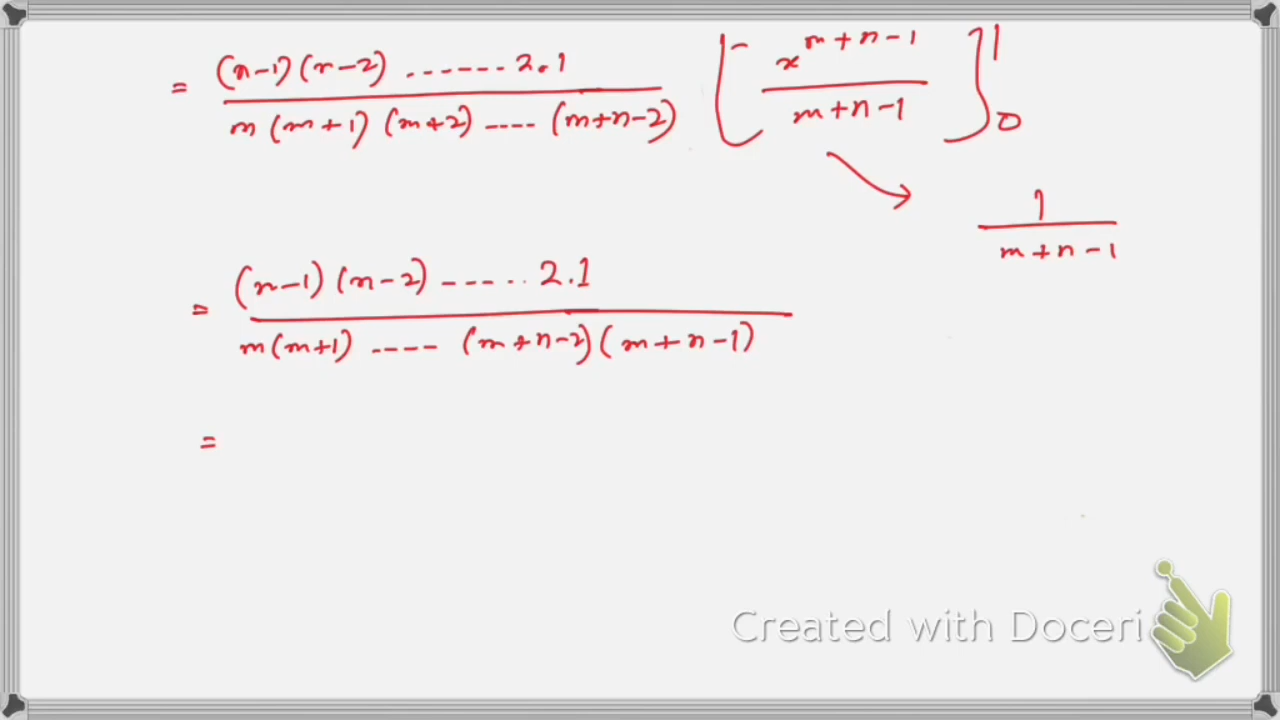 = (n-1)(n-2) ....... 2.1 / m(m+1)(m+2) ---- (m+n-2) [ x^{m+n-1} / m+n-1 ]_0^1
1 / m+n-1
= (n-1)(n-2) ------ 2.1 / m(m+1) ----- (m+n-2)(m+n-1)
=
Created with Doceri